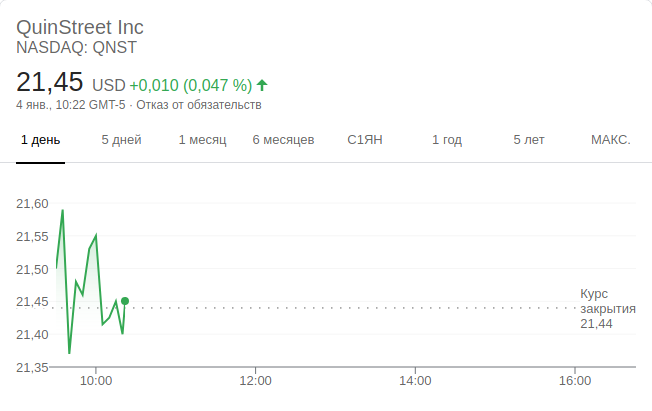 QuinStreet Inc
NASDAQ: QNST
21,45 USD +0,010 (0,047 %)
4 янв., 10:22 GMT-5 · Отказ от обязательств
1 день 5 дней 1 месяц 6 месяцев С1ЯН 1 год 5 лет МАКС.
21,60
21,55
21,50
21,45
21,40
21,35
Курс
закрытия
21,44
10:00 12:00 14:00 16:00